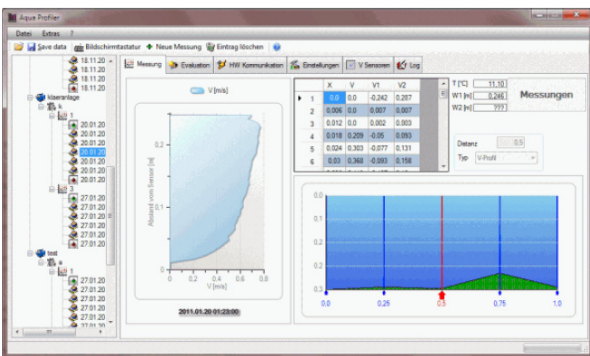 Aqua Profiler
Datei Extras ?
Save data Bildschirmtastatur Neue Messung Eintrag löschen
Messung Evaluation HW Kommunikation Einstellungen V Sensoren Log
18.11.20
18.11.20
18.11.20
klaeranlage
k
1
20.01.20
20.01.20
20.01.20
20.01.20
20.01.20
20.01.20
3
27.01.20
27.01.20
27.01.20
27.01.20
27.01.20
test
a
1
27.01.20
27.01.20
27.01.20
27.01.20
27.01.20
V [m/s]
Abstand vom Sensor [m]
0,2
0,1
0
0 0,2 0,4 0,6 0,8
V [m/s]
2011.01.20 01:23:00
X V V1 V2
1 0.0 0.0 -0.242 0.287
2 0.006 0.0 0.007 0.007
3 0.012 0.0 0.002 0.003
4 0.018 0.209 -0.05 0.093
5 0.024 0.303 -0.077 0.131
6 0.03 0.368 -0.093 0.158
T [°C] 11.10
W1 [m] 0.246
W2 [m] ???
Messungen
Distanz 0.5
Typ V-Profil
0.0
0.1
0.2
0.2
0.3
0.0 0.25 0.5 0.75 1.0